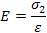 E = σ₂ / ε